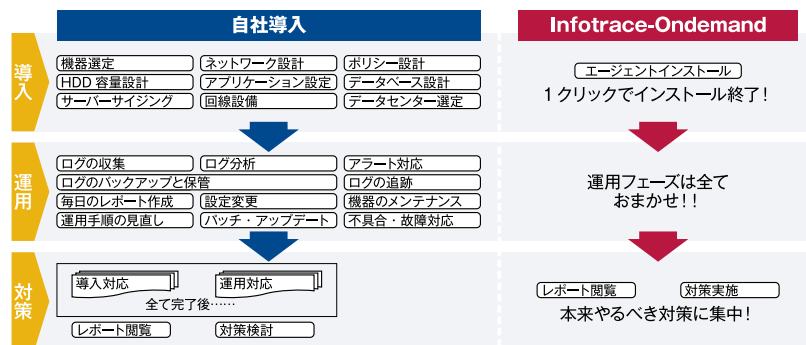 自社導入
Infotrace-Ondemand
導入
機器選定 ネットワーク設計 ポリシー設計
HDD 容量設計 アプリケーション設定 データベース設計
サーバーサイジング 回線設備 データセンター選定
エージェントインストール
1クリックでインストール終了!
運用
ログの収集 ログ分析 アラート対応
ログのバックアップと保管 ログの追跡
毎日のレポート作成 設定変更 機器のメンテナンス
運用手順の見直し パッチ・アップデート 不具合・故障対応
運用フェーズは全て
おまかせ!!
対策
導入対応 運用対応
全て完了後……
レポート閲覧 対策検討
レポート閲覧 対策実施
本来やるべき対策に集中!